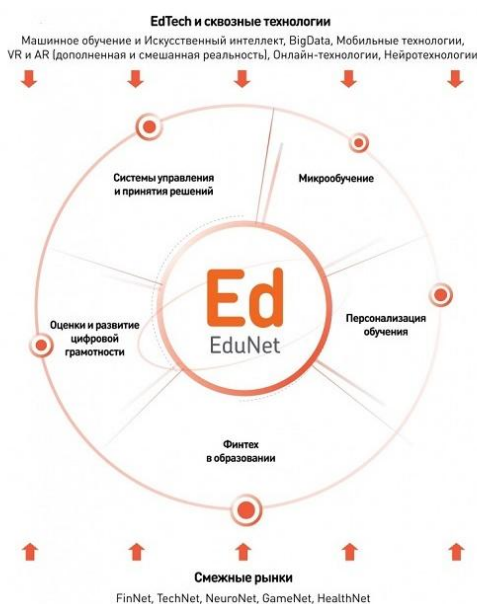 EdTech и сквозные технологии
Машинное обучение и Искусственный интеллект, BigData, Мобильные технологии,
VR и AR (дополненная и смешанная реальность), Онлайн-технологии, Нейротехнологии
Системы управления
и принятия решений
Микрообучение
Ed
EduNet
Оценки и развитие
цифровой
грамотности
Персонализация
обучения
Финтех
в образовании
Смежные рынки
FinNet, TechNet, NeuroNet, GameNet, HealthNet